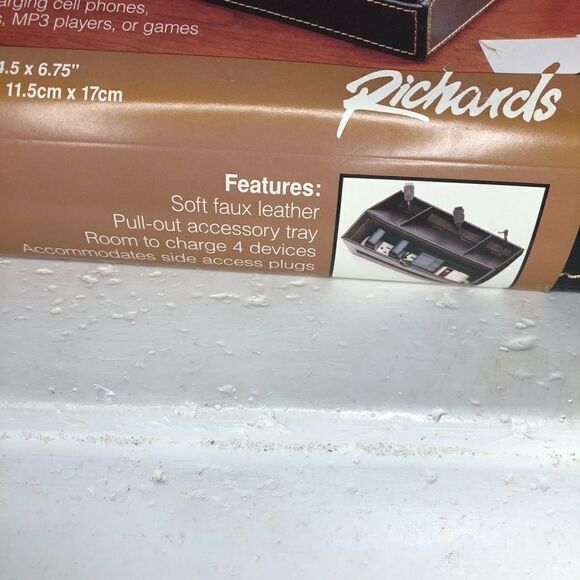 arging cell phones,
, MP3 players, or games
4.5 x 6.75"
11.5cm x 17cm
Richards
Features:
Soft faux leather
Pull-out accessory tray
Room to charge 4 devices
Accommodates side access plugs